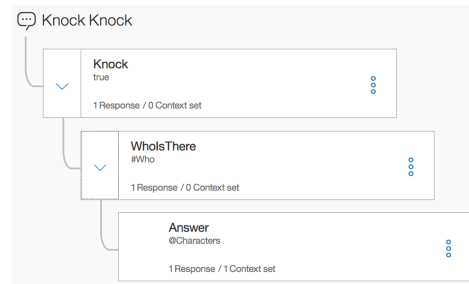 Knock Knock
Knock
true
1 Response / 0 Context set
WhoIsThere
#Who
1 Response / 0 Context set
Answer
@Characters
1 Response / 1 Context set